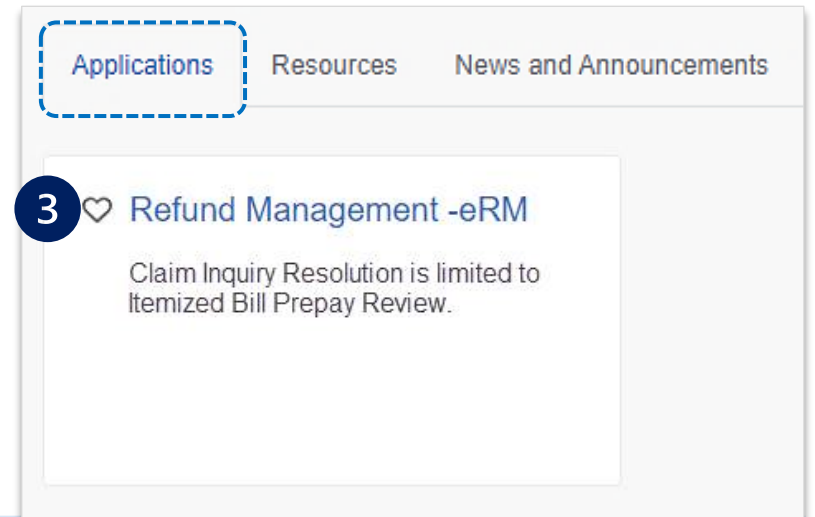 Applications Resources News and Announcements
3 Refund Management -eRM
Claim Inquiry Resolution is limited to
Itemized Bill Prepay Review.